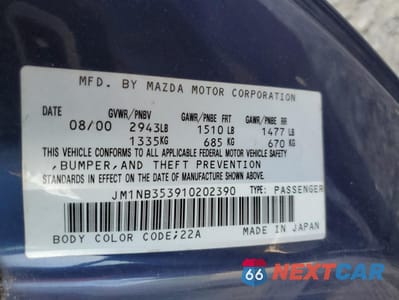 MFD. BY MAZDA MOTOR CORPORATION
DATE GVWR/PNBV GAWR/PNBE FRT GAWR/PNBE RR
08/00 2943LB 1510 LB 1477 LB
1335KG 685 KG 670 KG
THIS VEHICLE CONFORMS TO ALL APPLICABLE FEDERAL MOTOR VEHICLE SAFETY
,BUMPER,AND THEFT PREVENTION
STANDARDS IN EFFECT ON THE DATE OF MANUFACTURE SHOWN ABOVE.
JM1NB353910202390 TYPE: PASSENGER
BODY COLOR CODE;22A MADE IN JAPAN
66 NEXTCAR